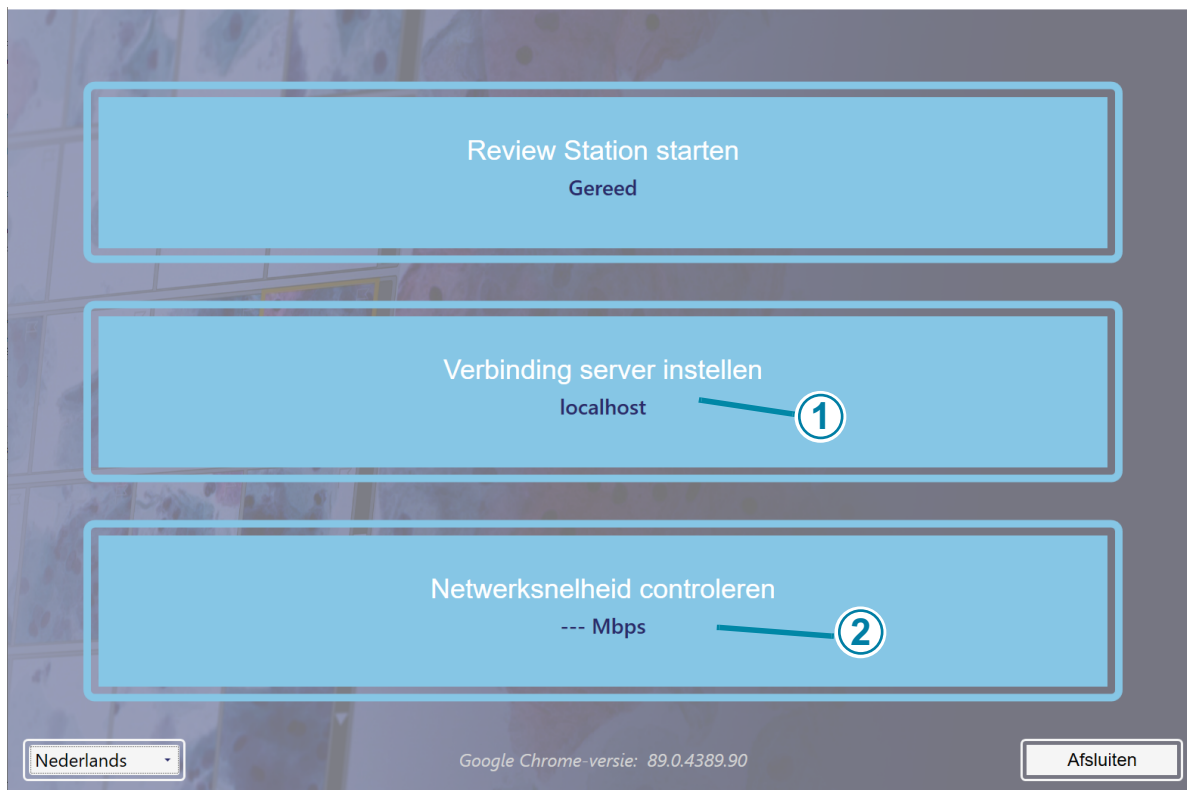 Review Station starten
Gereed
Verbinding server instellen
localhost
1
Netwerksnelheid controleren
--- Mbps
2
Nederlands
Google Chrome-versie: 89.0.4389.90
Afsluiten